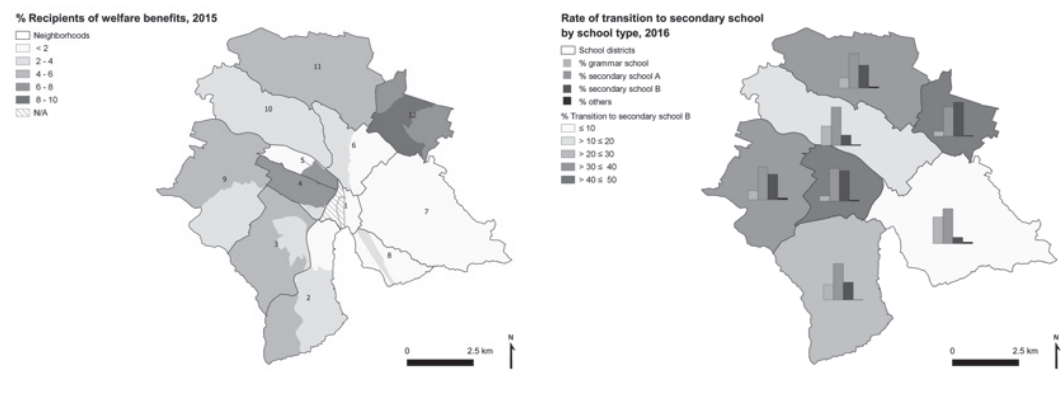 % Recipients of welfare benefits, 2015
Neighborhoods
< 2
2 - 4
4 - 6
6 - 8
8 - 10
N/A
11
10
12
6
5
4
9
1
7
3
8
2
0 2.5 km
N
Rate of transition to secondary school
by school type, 2016
School districts
% grammar school
% secondary school A
% secondary school B
% others
% Transition to secondary school B
≤ 10
> 10 ≤ 20
> 20 ≤ 30
> 30 ≤ 40
> 40 ≤ 50
0 2.5 km
N